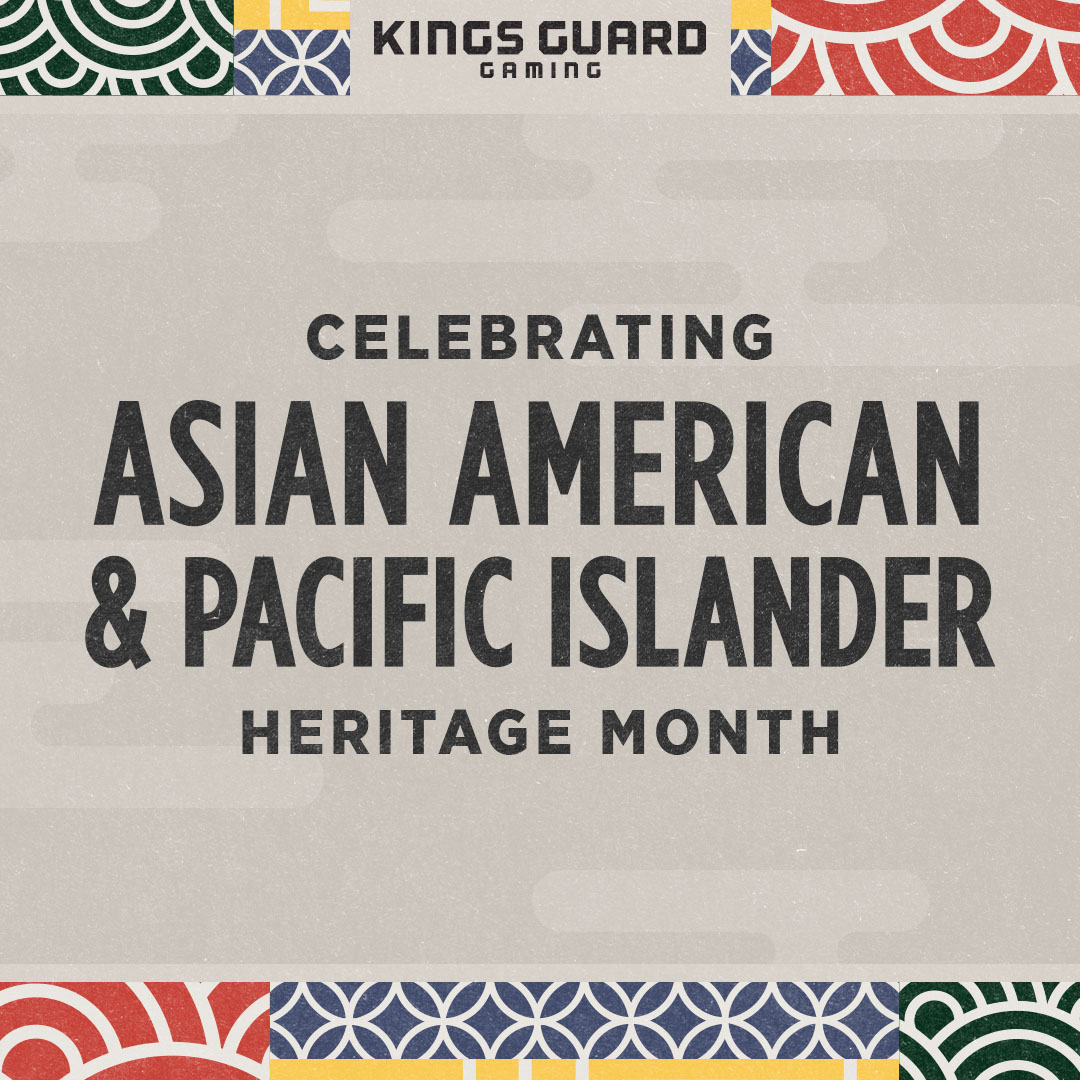 KINGS GUARD
GAMING
CELEBRATING
ASIAN AMERICAN
& PACIFIC ISLANDER
HERITAGE MONTH